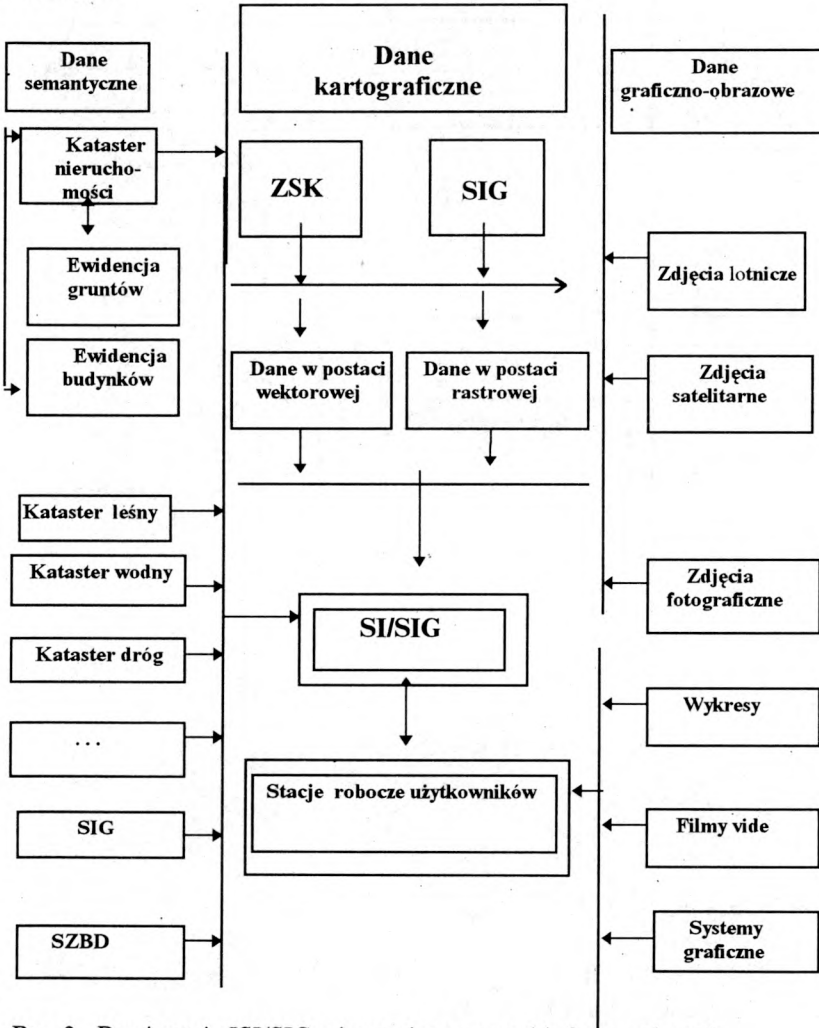 Dane
semantyczne
Kataster
nierucho-
mości
Ewidencja
gruntów
Ewidencja
budynków
Kataster leśny
Kataster wodny
Kataster dróg
...
SIG
SZBD
Dane
kartograficzne
ZSK
SIG
Dane w postaci
wektorowej
Dane w postaci
rastrowej
SI/SIG
Stacje robocze użytkowników
Dane
graficzno-obrazowe
Zdjęcia lotnicze
Zdjęcia
satelitarne
Zdjęcia
fotograficzne
Wykresy
Filmy vide
Systemy
graficzne